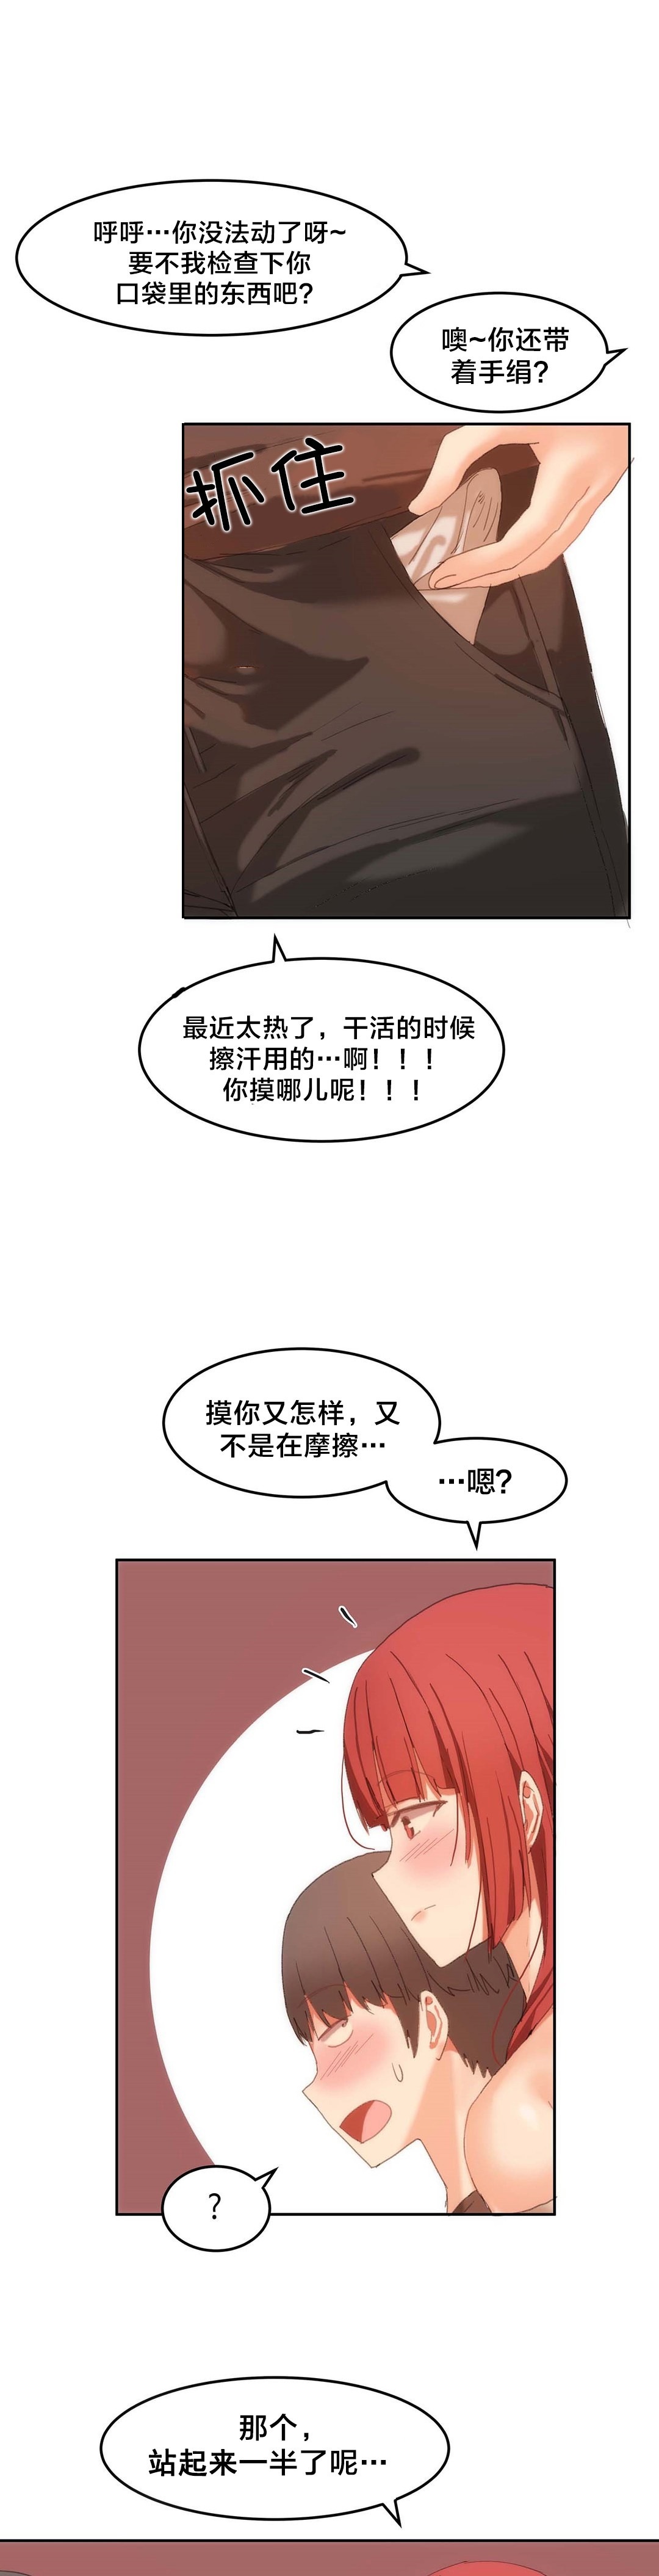 呼呼…你没法动了呀~
要不我检查下你
口袋里的东西吧?
噢~你还带
着手绢?
抓住
最近太热了，干活的时候
擦汗用的…啊！！！
你摸哪儿呢！！！
摸你又怎样，又
不是在摩擦…
…嗯?
?
那个，
站起来一半了呢…